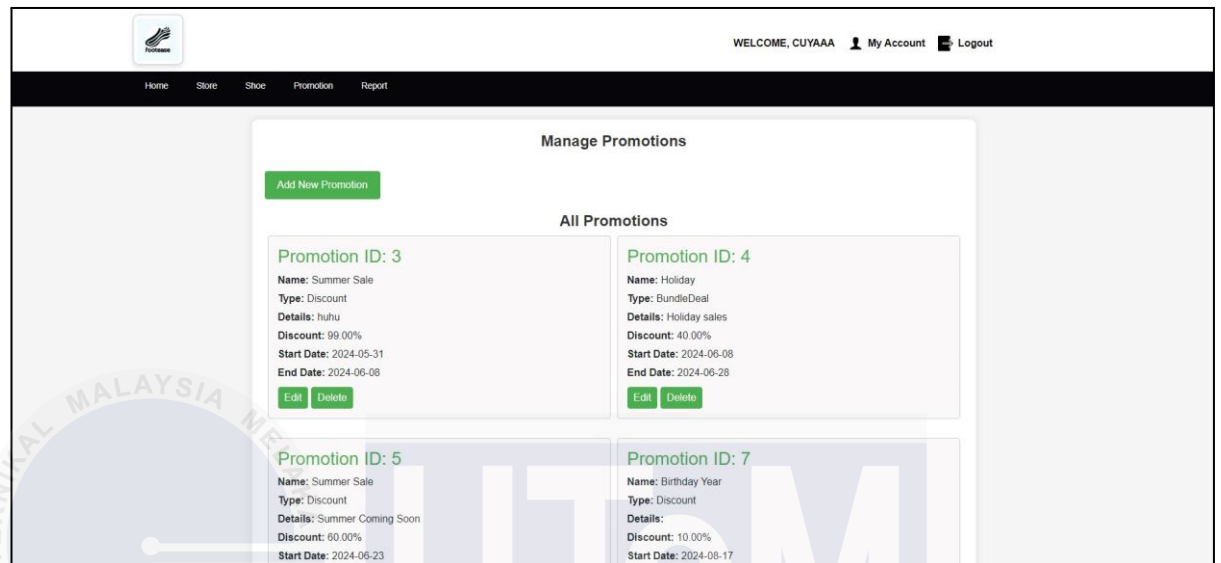 footease
WELCOME, CUYAAA My Account Logout
Home Store Shoe Promotion Report
Manage Promotions
Add New Promotion
All Promotions
Promotion ID: 3
Name: Summer Sale
Type: Discount
Details: huhu
Discount: 99.00%
Start Date: 2024-05-31
End Date: 2024-06-08
Edit Delete
Promotion ID: 4
Name: Holiday
Type: BundleDeal
Details: Holiday sales
Discount: 40.00%
Start Date: 2024-06-08
End Date: 2024-06-28
Edit Delete
Promotion ID: 5
Name: Summer Sale
Type: Discount
Details: Summer Coming Soon
Discount: 60.00%
Start Date: 2024-06-23
Promotion ID: 7
Name: Birthday Year
Type: Discount
Details:
Discount: 10.00%
Start Date: 2024-08-17
MALAYSIA
UTeM